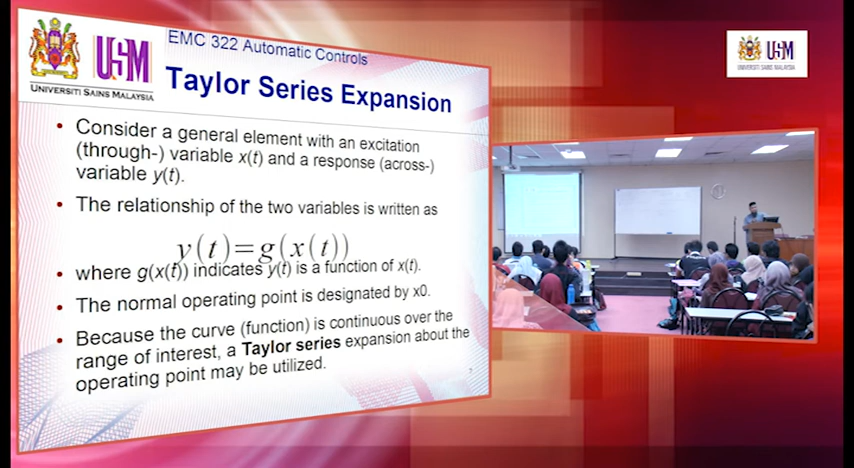 USM
UNIVERSITI SAINS MALAYSIA
EMC 322 Automatic Controls
Taylor Series Expansion
• Consider a general element with an excitation
(through-) variable x(t) and a response (across-)
variable y(t).
• The relationship of the two variables is written as
y(t)=g(x(t))
where g(x(t)) indicates y(t) is a function of x(t).
• The normal operating point is designated by x0.
• Because the curve (function) is continuous over the
range of interest, a Taylor series expansion about the
operating point may be utilized.
USM
UNIVERSITI SAINS MALAYSIA